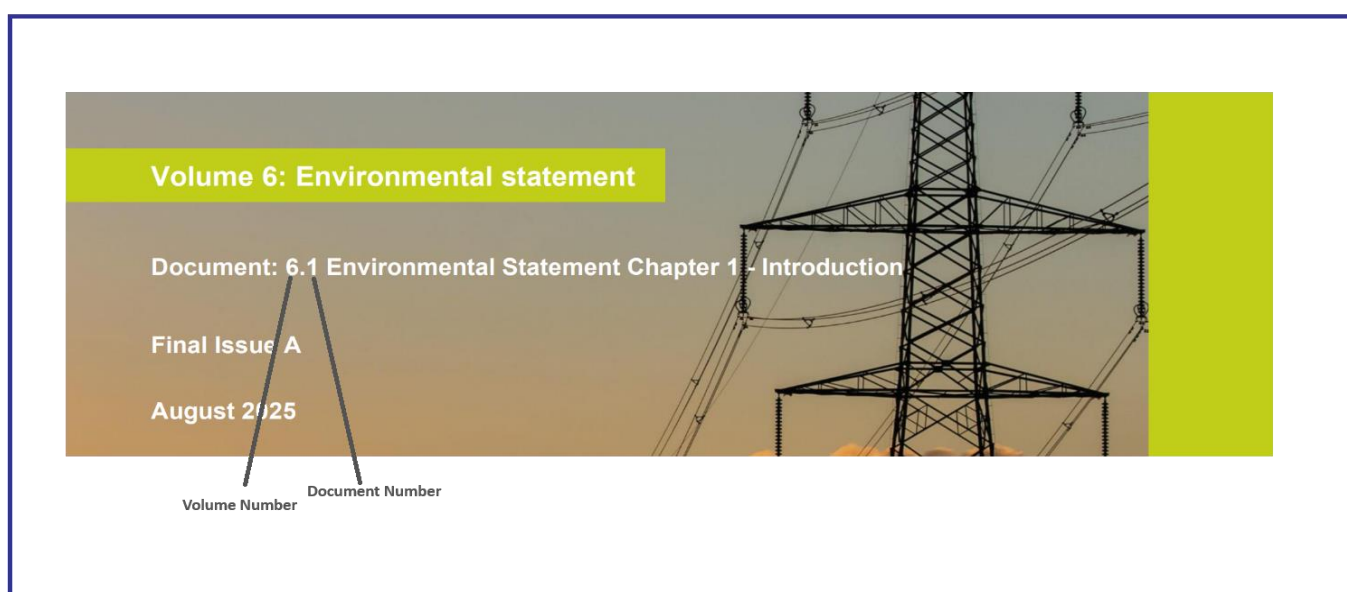 Volume 6: Environmental statement
Document: 6.1 Environmental Statement Chapter 1 - Introduction
Final Issue A
August 2025
Volume Number
Document Number